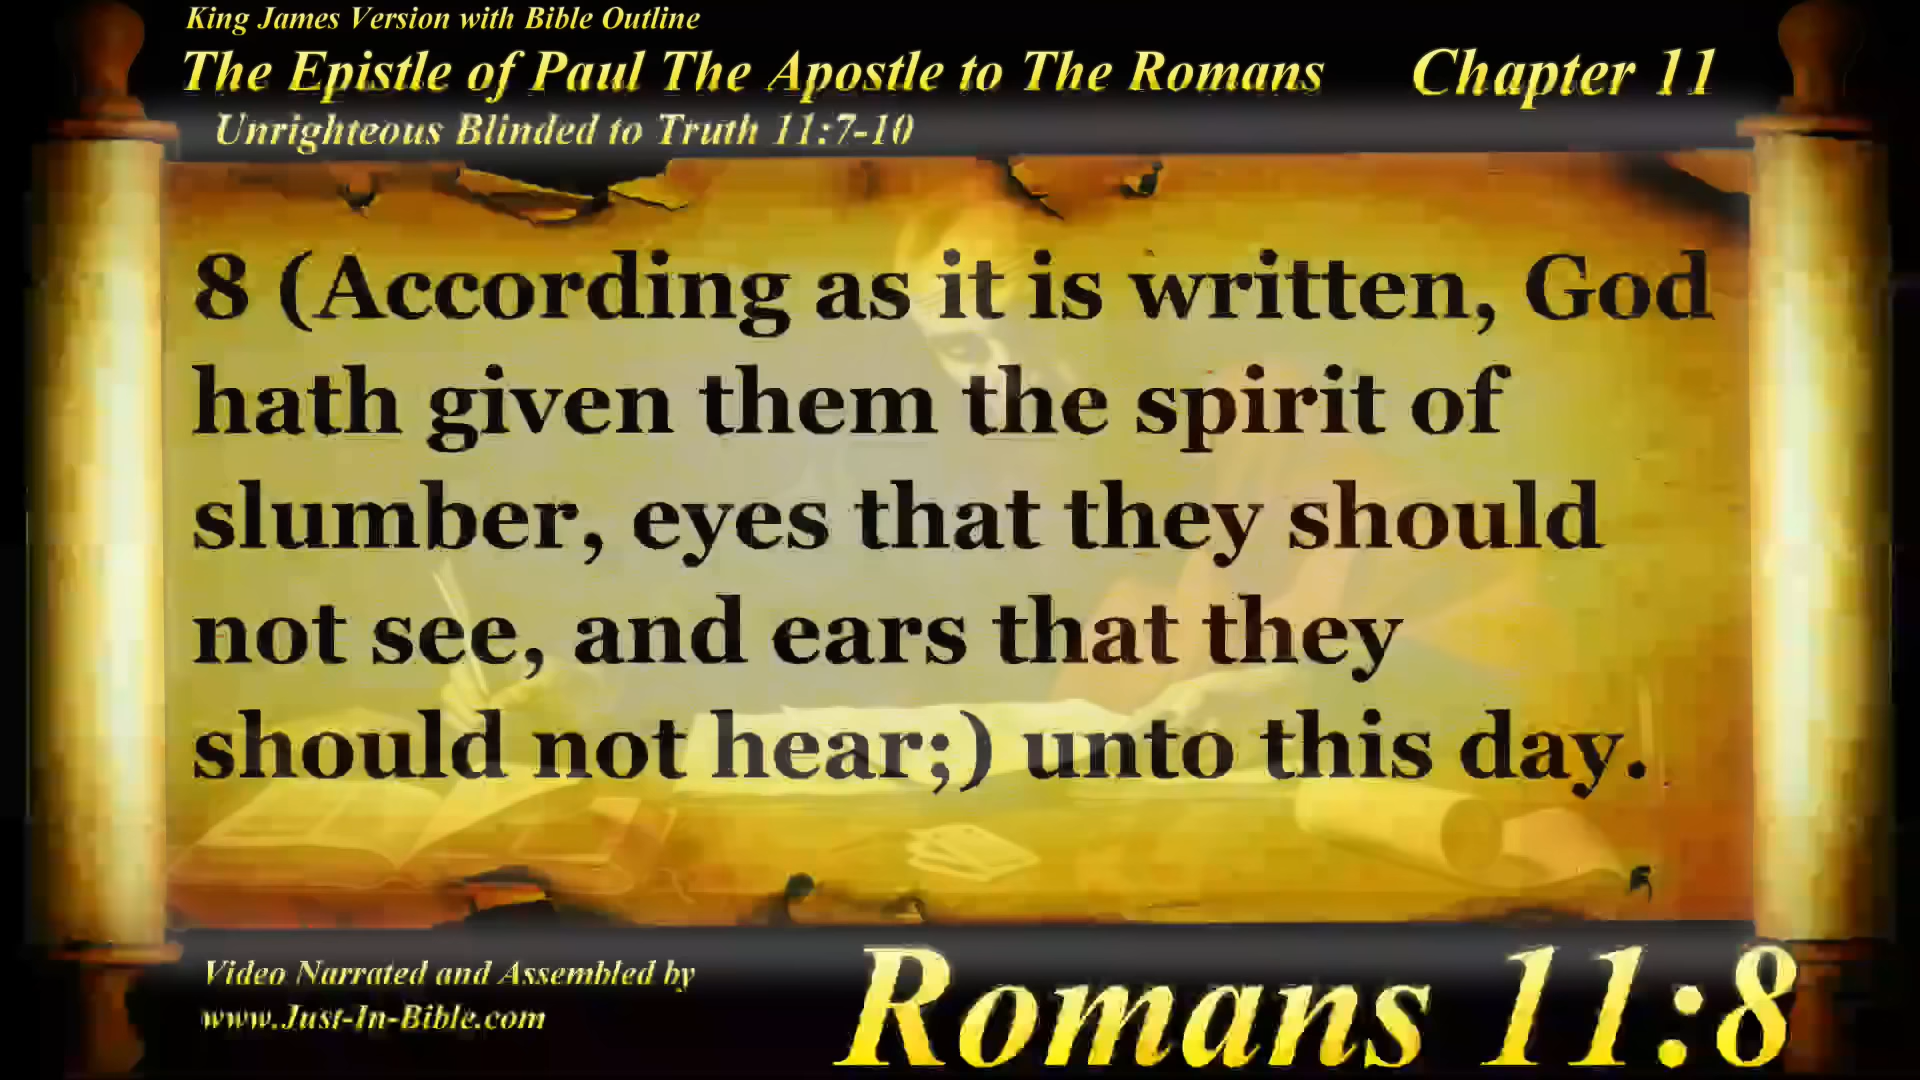 King James Version with Bible Outline
The Epistle of Paul The Apostle to The Romans Chapter 11
Unrighteous Blinded to Truth 11:7-10
8 (According as it is written, God
hath given them the spirit of
slumber, eyes that they should
not see, and ears that they
should not hear;) unto this day.
Video Narrated and Assembled by
www.Just-In-Bible.com
Romans 11:8